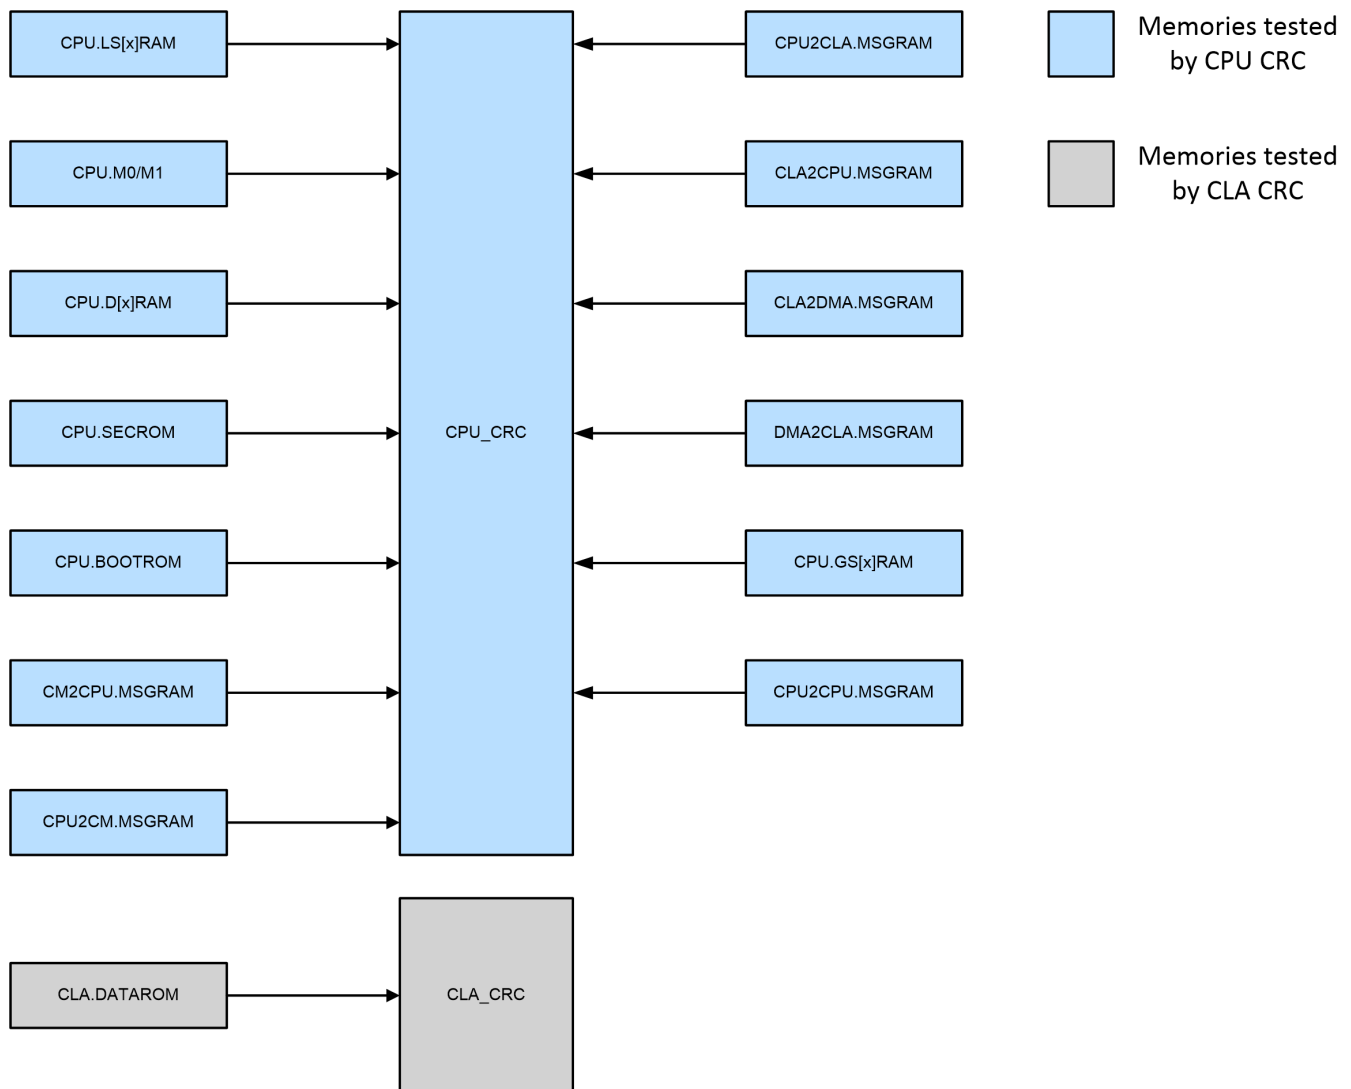 CPU.LS[x]RAM
CPU2CLA.MSGRAM
Memories tested
by CPU CRC
CPU.M0/M1
CLA2CPU.MSGRAM
Memories tested
by CLA CRC
CPU.D[x]RAM
CLA2DMA.MSGRAM
CPU.SECROM
CPU_CRC
DMA2CLA.MSGRAM
CPU.BOOTROM
CPU.GS[x]RAM
CM2CPU.MSGRAM
CPU2CPU.MSGRAM
CPU2CM.MSGRAM
CLA.DATAROM
CLA_CRC